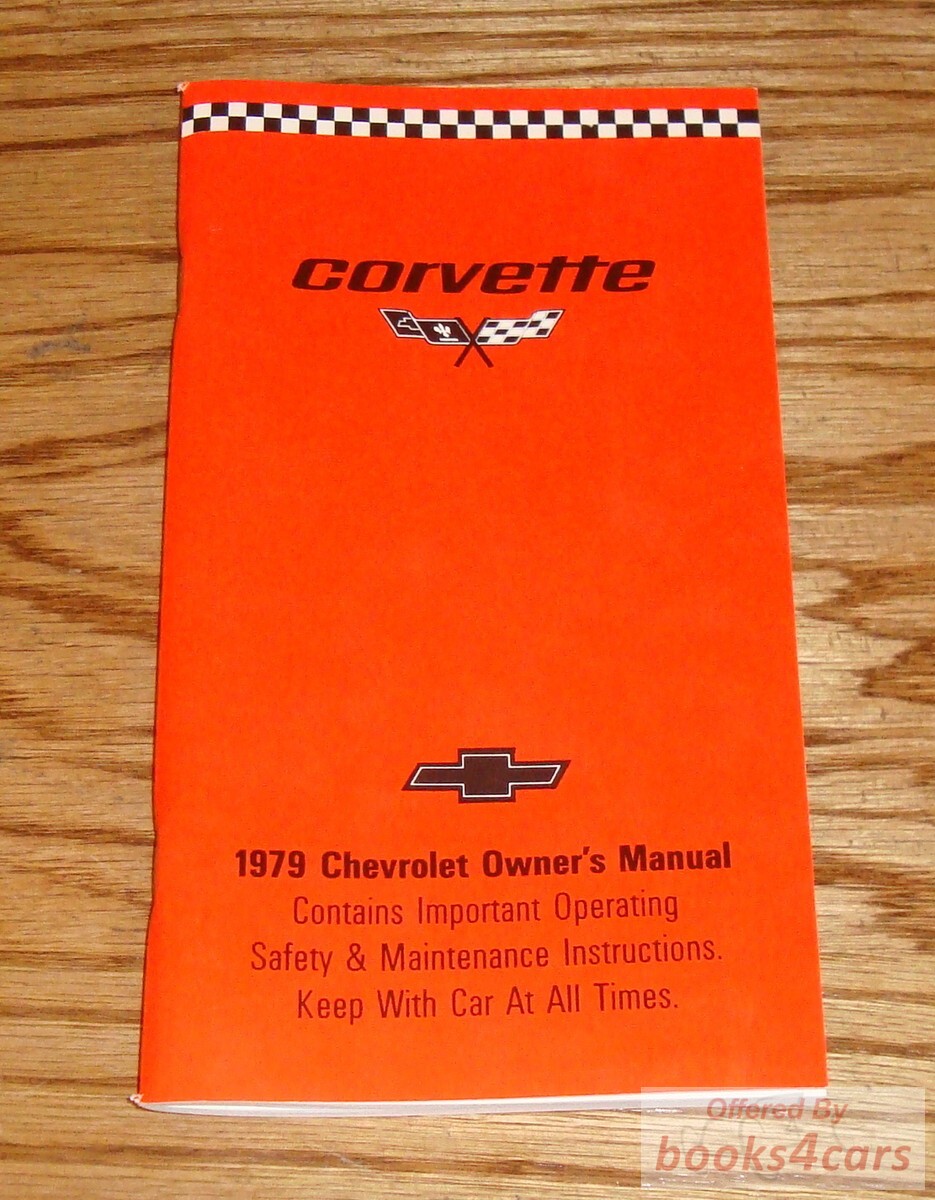 corvette
1979 Chevrolet Owner's Manual
Contains Important Operating
Safety & Maintenance Instructions.
Keep With Car At All Times.
Offered By
books4cars